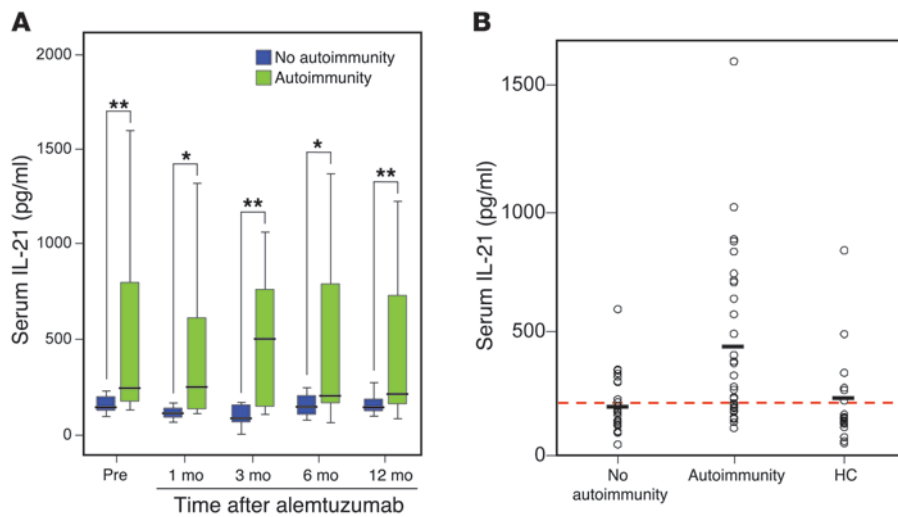 A
Serum IL-21 (pg/ml)
2000
1500
1000
500
0
No autoimmunity
Autoimmunity
**
*
**
*
**
Pre
1 mo
3 mo
6 mo
12 mo
Time after alemtuzumab
B
Serum IL-21 (pg/ml)
1500
1000
500
0
No
autoimmunity
Autoimmunity
HC